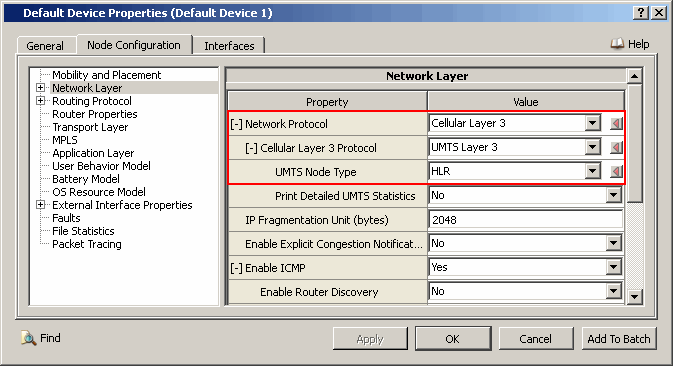 Default Device Properties (Default Device 1)
General Node Configuration Interfaces Help
Mobility and Placement
Network Layer
Routing Protocol
Router Properties
Transport Layer
MPLS
Application Layer
User Behavior Model
Battery Model
OS Resource Model
External Interface Properties
Faults
File Statistics
Packet Tracing
Network Layer
Property Value
[-] Network Protocol Cellular Layer 3
[-] Cellular Layer 3 Protocol UMTS Layer 3
UMTS Node Type HLR
Print Detailed UMTS Statistics No
IP Fragmentation Unit (bytes) 2048
Enable Explicit Congestion Notificat... No
[-] Enable ICMP Yes
Enable Router Discovery No
Find Apply OK Cancel Add To Batch